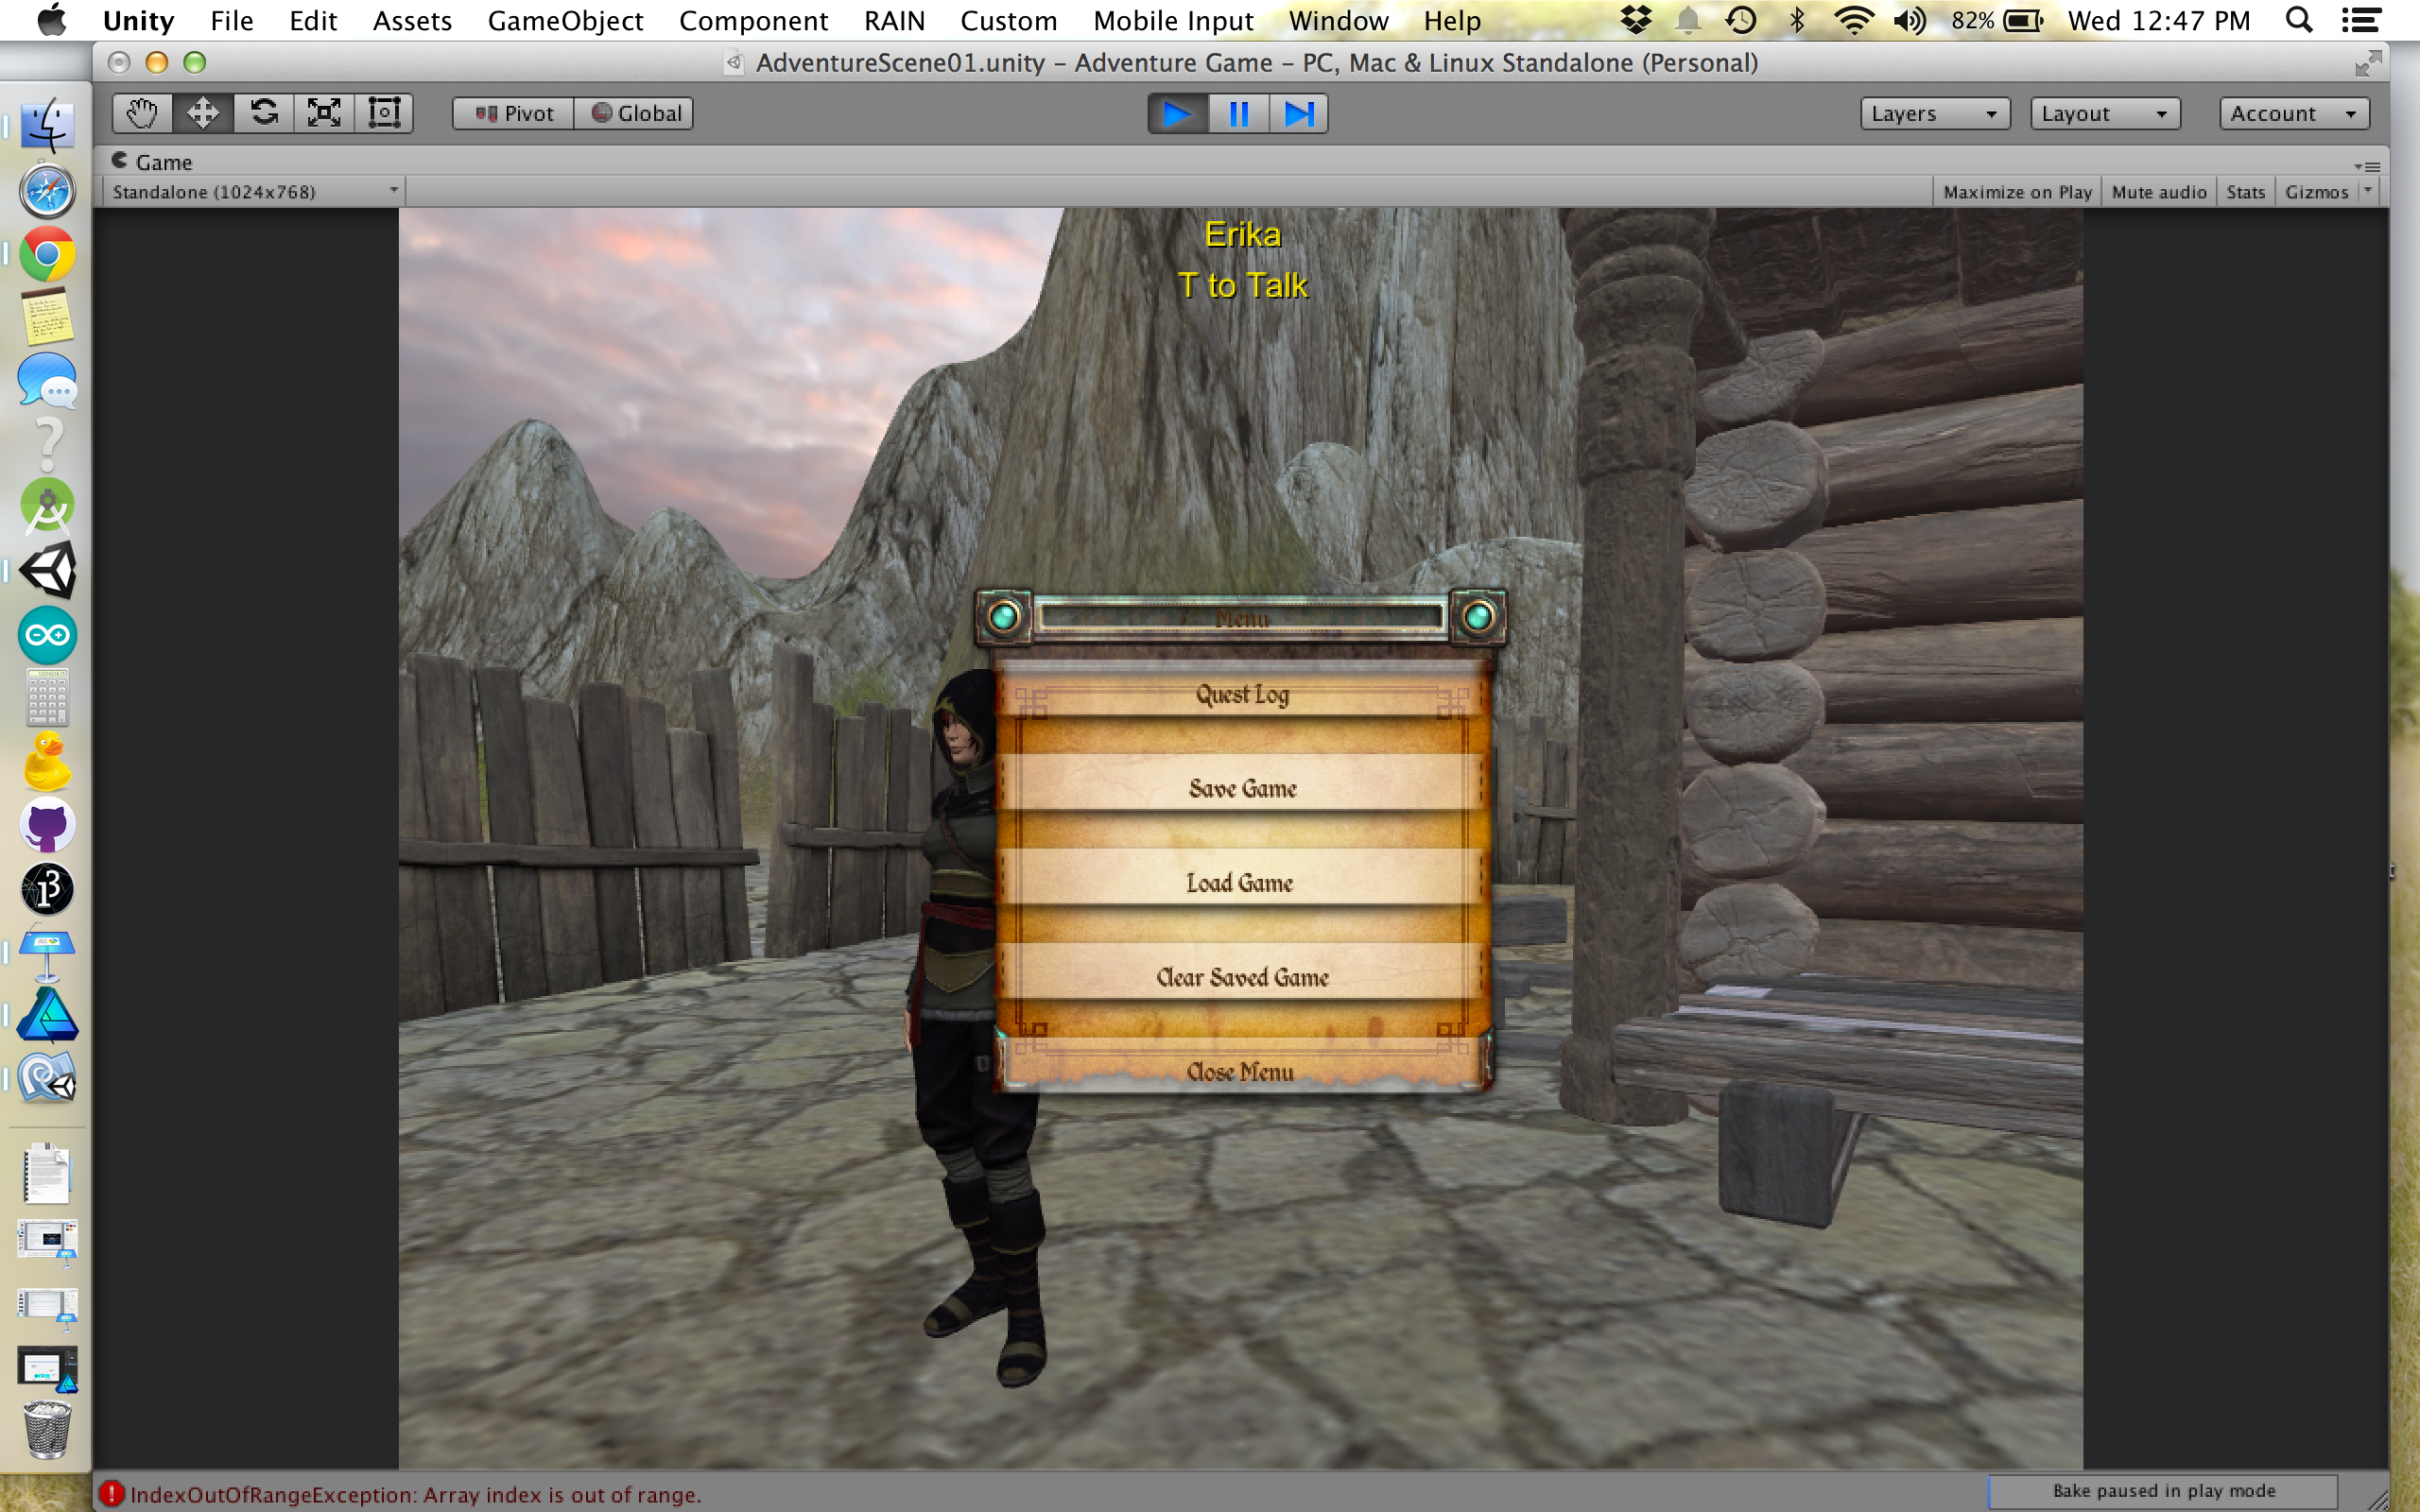 Unity File Edit Assets GameObject Component RAIN Custom Mobile Input Window Help 82% Wed 12:47 PM
AdventureScene01.unity – Adventure Game – PC, Mac & Linux Standalone (Personal)
Pivot Global Layers Layout Account
Game
Standalone (1024x768) Maximize on Play Mute audio Stats Gizmos
Erika
T to Talk
Menu
Quest Log
Save Game
Load Game
Clear Saved Game
Close Menu
IndexOutOfRangeException: Array index is out of range.
Bake paused in play mode